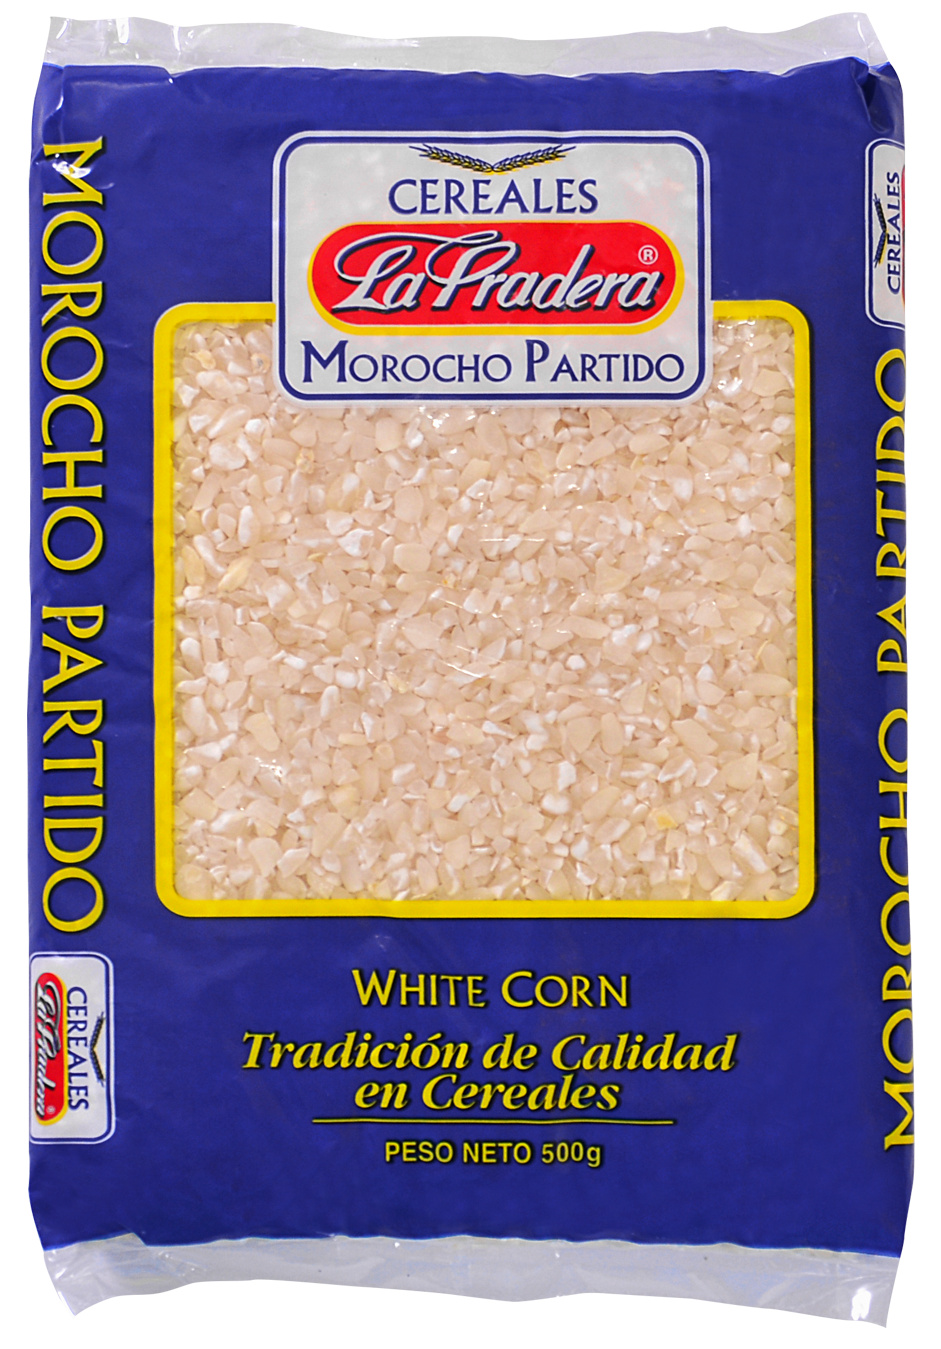 CEREALES
La Pradera®
MOROCHO PARTIDO
WHITE CORN
Tradición de Calidad
en Cereales
PESO NETO 500g
MOROCHO PARTIDO
CEREALES
La Pradera®
CEREALES
MOROCHO PARTIDO